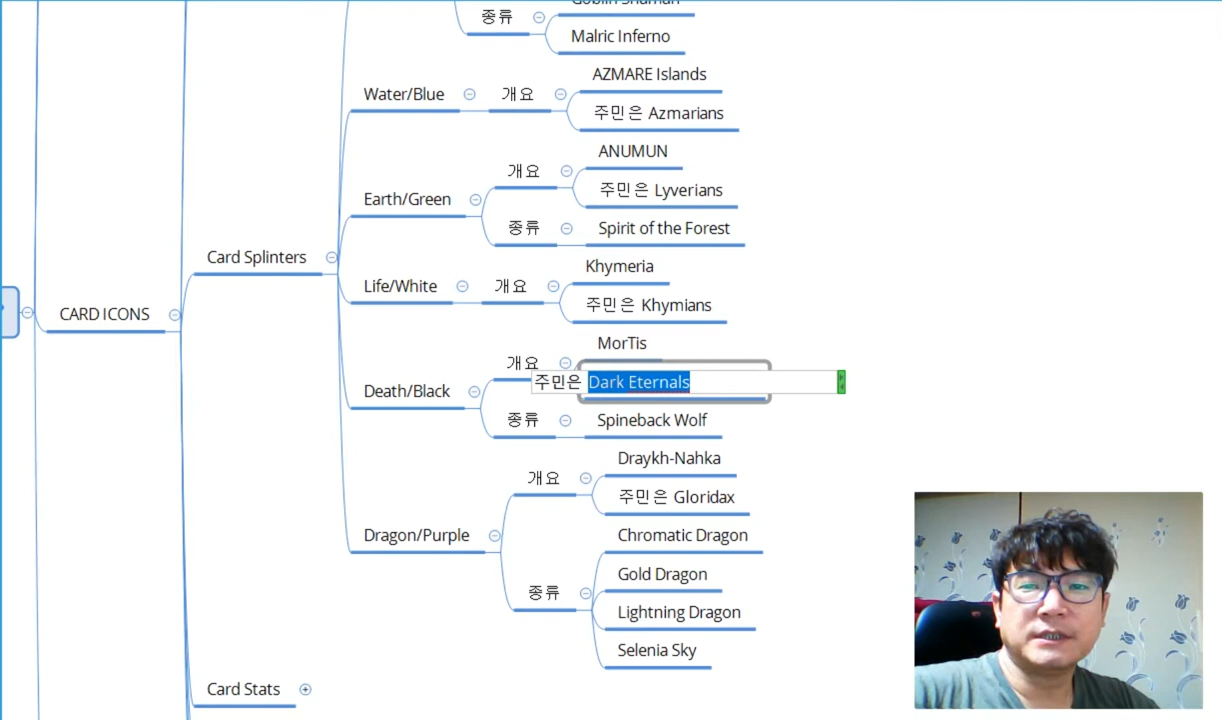 Goblin Shaman
종류
Malric Inferno
AZMARE Islands
Water/Blue
개요
주민은 Azmarians
ANUMUN
개요
주민은 Lyverians
Earth/Green
종류
Spirit of the Forest
Card Splinters
Khymeria
Life/White
개요
주민은 Khymians
CARD ICONS
MorTis
개요
주민은 Dark Eternals
Death/Black
종류
Spineback Wolf
Draykh-Nahka
개요
주민은 Gloridax
Dragon/Purple
Chromatic Dragon
Gold Dragon
종류
Lightning Dragon
Selenia Sky
Card Stats